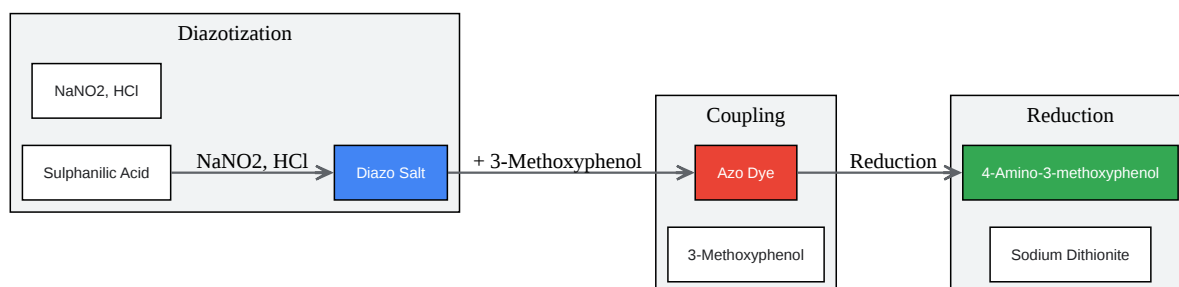 Diazotization
NaNO2, HCl
Sulphanilic Acid
NaNO2, HCl
Diazo Salt
+ 3-Methoxyphenol
Coupling
Azo Dye
3-Methoxyphenol
Reduction
Reduction
4-Amino-3-methoxyphenol
Sodium Dithionite